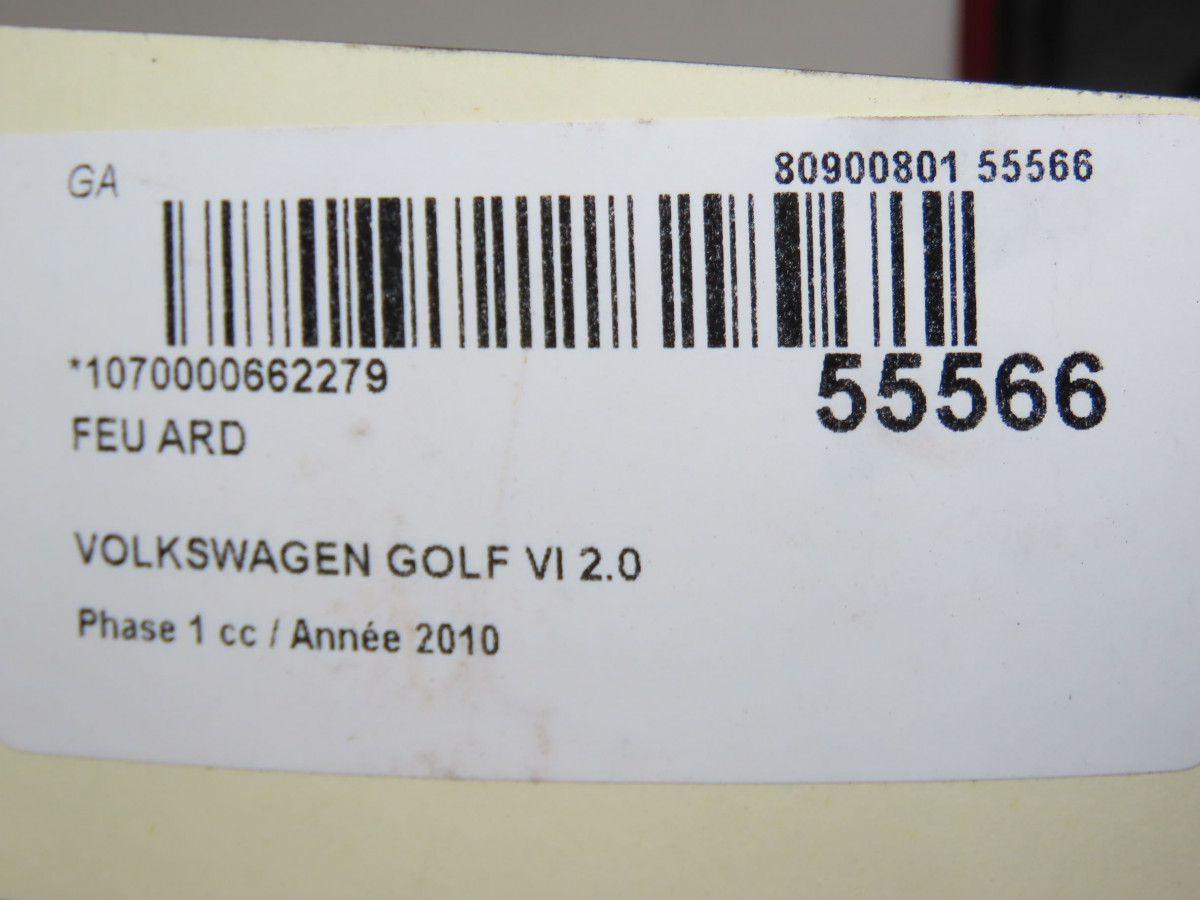 GA
80900801 55566
*1070000662279
55566
FEU ARD
VOLKSWAGEN GOLF VI 2.0
Phase 1 cc / Année 2010